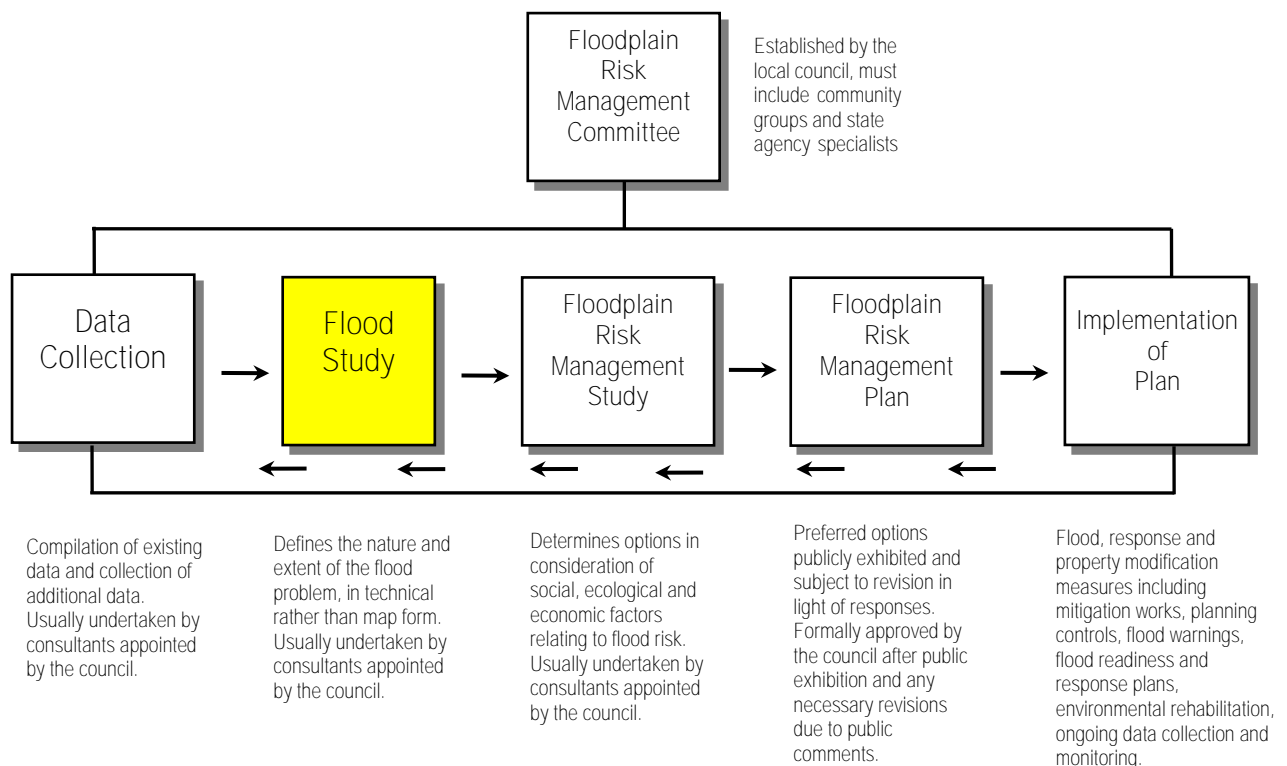 Floodplain
Risk
Management
Committee
Established by the
local council, must
include community
groups and state
agency specialists
Data
Collection
Flood
Study
Floodplain
Risk
Management
Study
Floodplain
Risk
Management
Plan
Implementation
of
Plan
Compilation of existing
data and collection of
additional data.
Usually undertaken by
consultants appointed
by the council.
Defines the nature and
extent of the flood
problem, in technical
rather than map form.
Usually undertaken by
consultants appointed
by the council.
Determines options in
consideration of
social, ecological and
economic factors
relating to flood risk.
Usually undertaken by
consultants appointed
by the council.
Preferred options
publicly exhibited and
subject to revision in
light of responses.
Formally approved by
the council after public
exhibition and any
necessary revisions
due to public
comments.
Flood, response and
property modification
measures including
mitigation works, planning
controls, flood warnings,
flood readiness and
response plans,
environmental rehabilitation,
ongoing data collection and
monitoring.